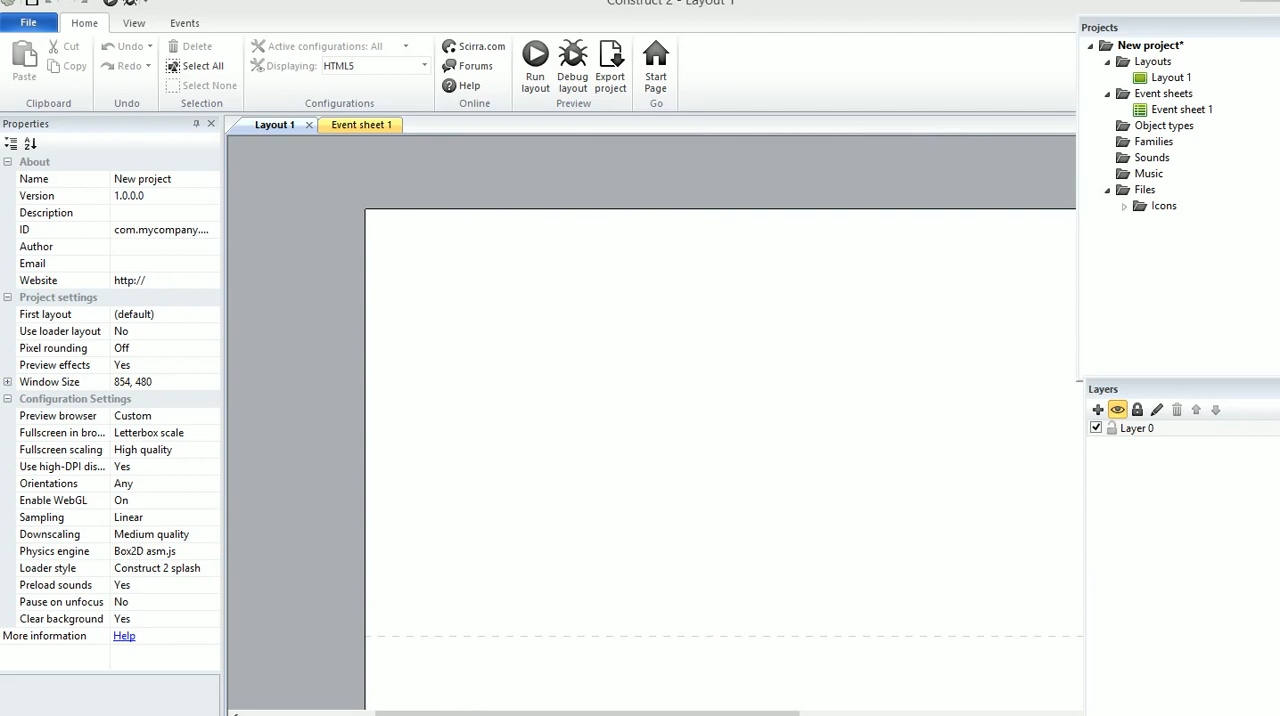 Construct 2 - Layout 1
File
Home
View
Events
Paste
Cut
Copy
Clipboard
Undo
Redo
Undo
Delete
Select All
Select None
Selection
Active configurations: All
Displaying: HTML5
Configurations
Scirra.com
Forums
Help
Online
Run layout
Debug layout
Export project
Preview
Start Page
Go
Properties
About
Name New project
Version 1.0.0.0
Description
ID com.mycompany....
Author
Email
Website http://
Project settings
First layout (default)
Use loader layout No
Pixel rounding Off
Preview effects Yes
Window Size 854, 480
Configuration Settings
Preview browser Custom
Fullscreen in bro... Letterbox scale
Fullscreen scaling High quality
Use high-DPI dis... Yes
Orientations Any
Enable WebGL On
Sampling Linear
Downscaling Medium quality
Physics engine Box2D asm.js
Loader style Construct 2 splash
Preload sounds Yes
Pause on unfocus No
Clear background Yes
More information Help
Layout 1
Event sheet 1
Projects
New project*
Layouts
Layout 1
Event sheets
Event sheet 1
Object types
Families
Sounds
Music
Files
Icons
Layers
Layer 0